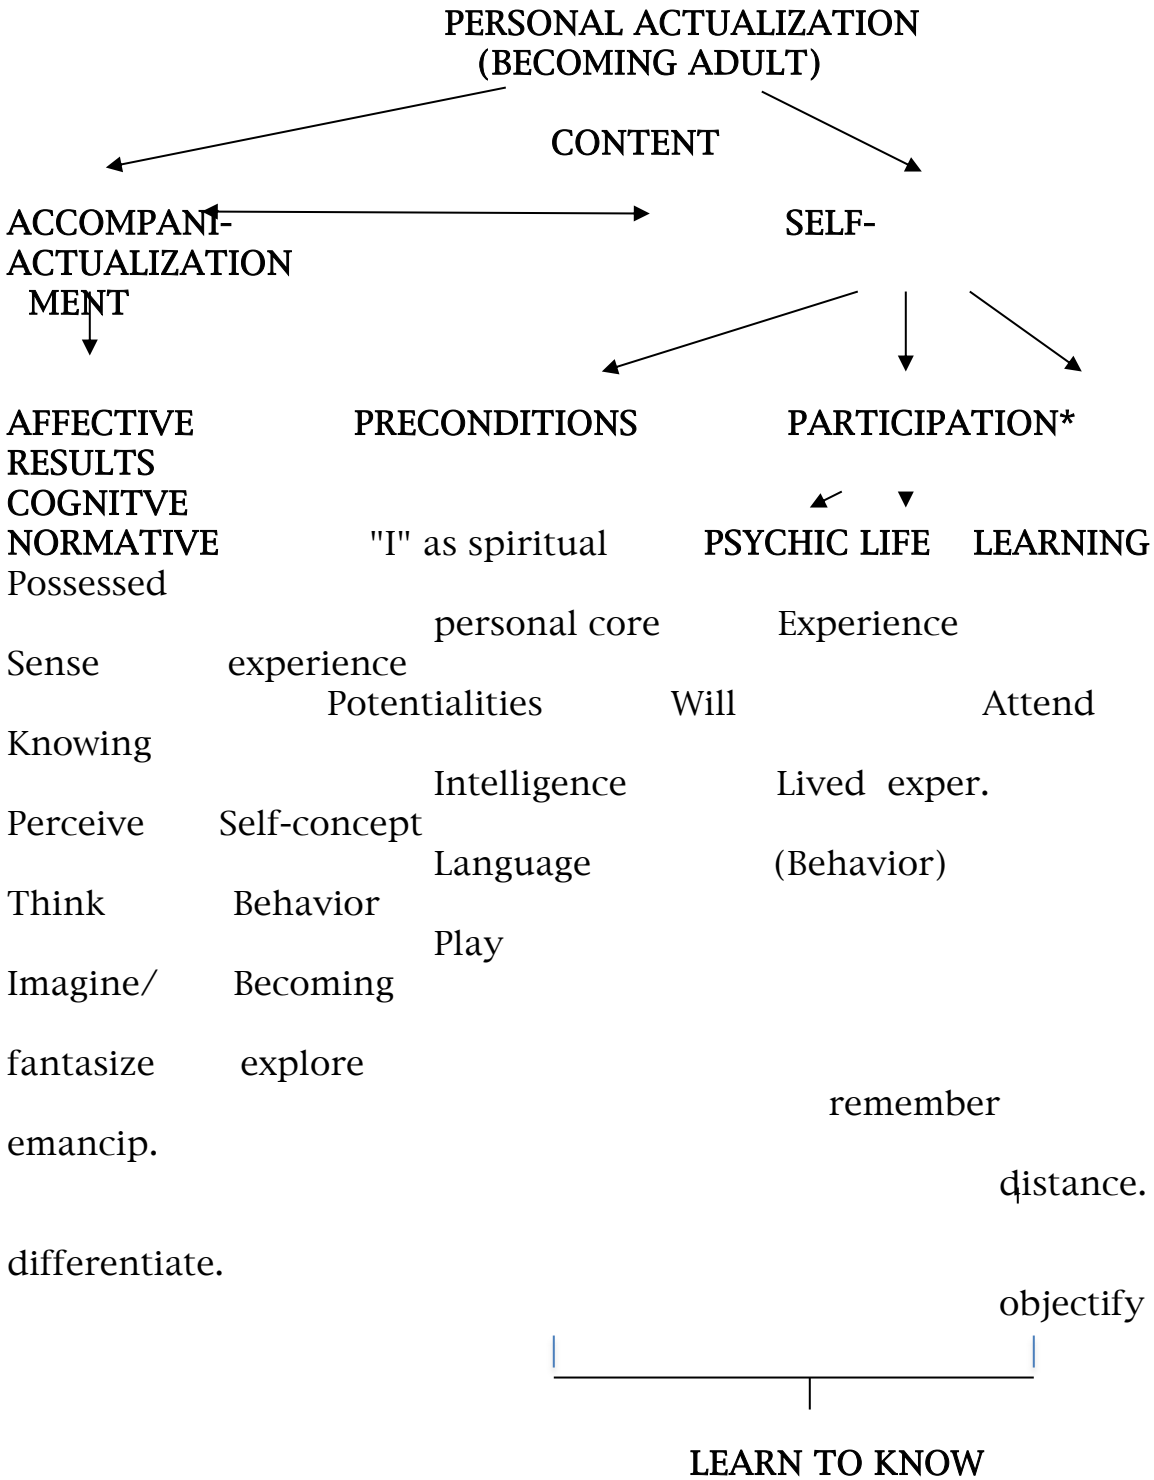 PERSONAL ACTUALIZATION
(BECOMING ADULT)
CONTENT
ACCOMPANI- SELF-
ACTUALIZATION
MENT
AFFECTIVE PRECONDITIONS PARTICIPATION*
RESULTS
COGNITVE
NORMATIVE "I" as spiritual PSYCHIC LIFE LEARNING
Possessed
personal core Experience
Sense experience
Potentialities Will Attend
Knowing
Intelligence Lived exper.
Perceive Self-concept
Language (Behavior)
Think Behavior
Play
Imagine/ Becoming
fantasize explore
remember
emancip.
distance.
differentiate.
objectify
LEARN TO KNOW